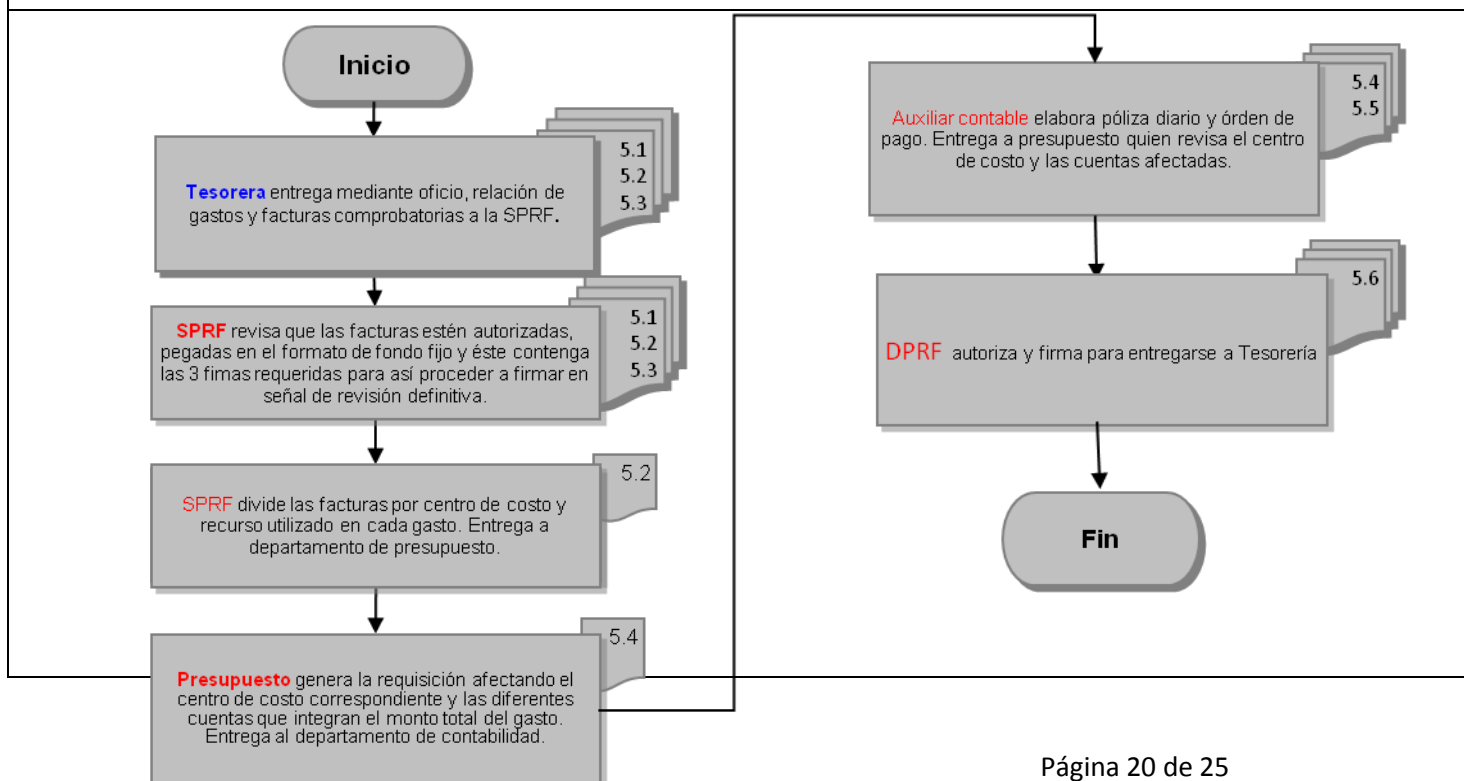 Inicio
5.1
5.2
5.3
Tesorera entrega mediante oficio, relación de
gastos y facturas comprobatorias a la SPRF.
5.1
5.2
5.3
SPRF revisa que las facturas estén autorizadas,
pegadas en el formato de fondo fijo y éste contenga
las 3 fimas requeridas para así proceder a firmar en
señal de revisión definitiva.
5.2
SPRF divide las facturas por centro de costo y
recurso utilizado en cada gasto. Entrega a
departamento de presupuesto.
5.4
Presupuesto genera la requisición afectando el
centro de costo correspondiente y las diferentes
cuentas que integran el monto total del gasto.
Entrega al departamento de contabilidad.
5.4
5.5
Auxiliar contable elabora póliza diario y órden de
pago. Entrega a presupuesto quien revisa el centro
de costo y las cuentas afectadas.
5.6
DPRF autoriza y firma para entregarse a Tesorería
Fin
Página 20 de 25